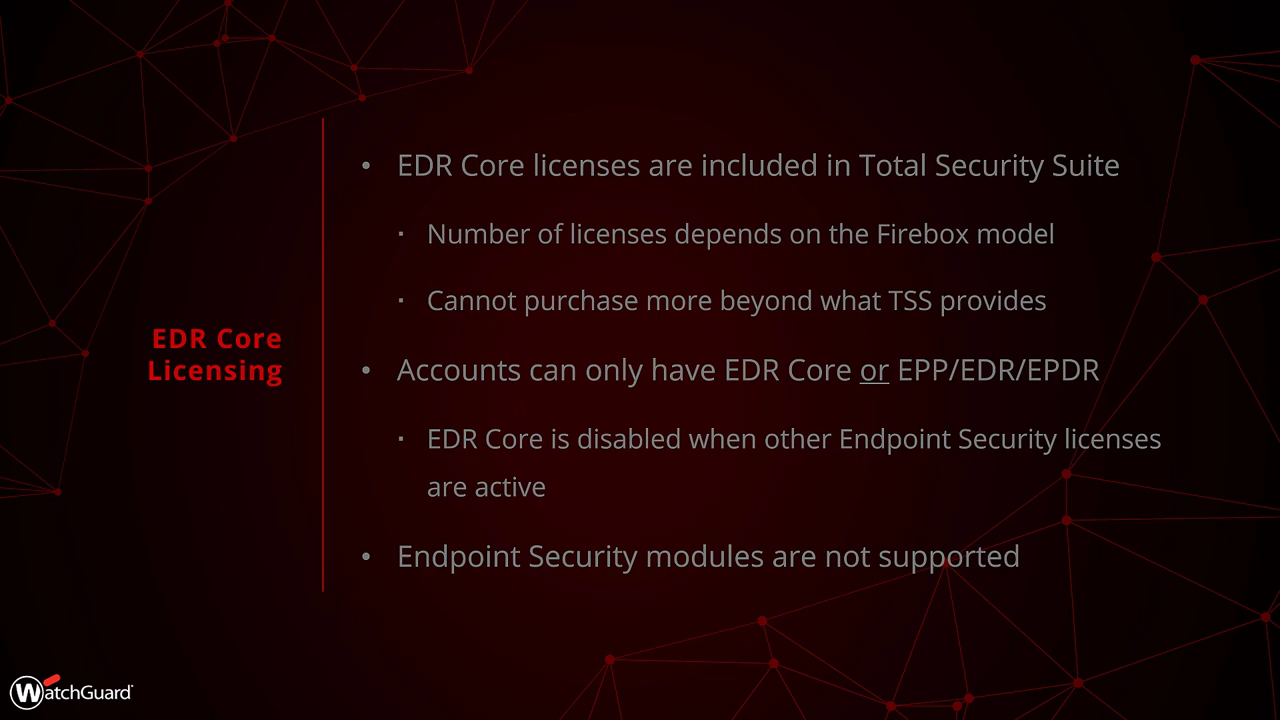 EDR Core
Licensing
• EDR Core licenses are included in Total Security Suite
▪ Number of licenses depends on the Firebox model
▪ Cannot purchase more beyond what TSS provides
• Accounts can only have EDR Core or EPP/EDR/EPDR
▪ EDR Core is disabled when other Endpoint Security licenses
are active
• Endpoint Security modules are not supported
WatchGuard